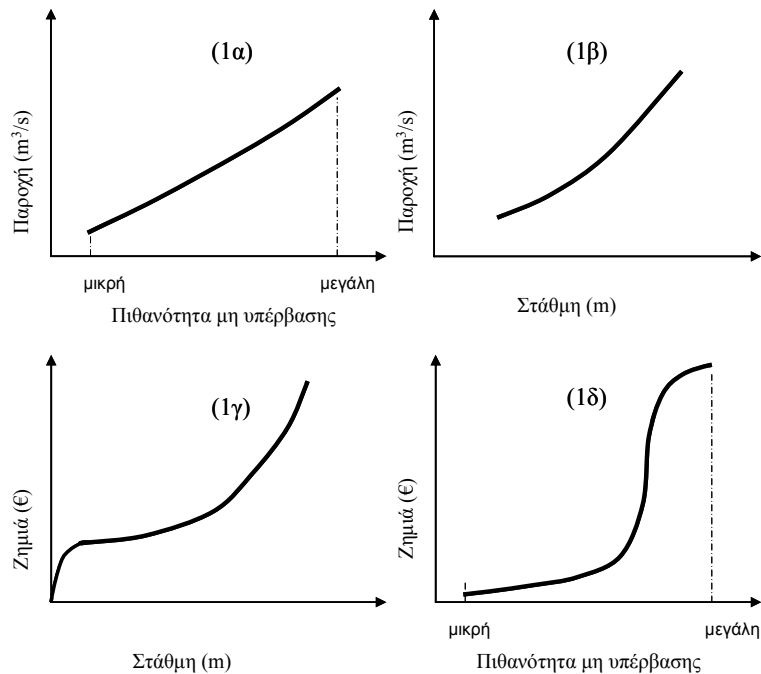 (1α)
Παροχή (m³/s)
μικρή
μεγάλη
Πιθανότητα μη υπέρβασης
(1β)
Παροχή (m³/s)
Στάθμη (m)
(1γ)
Ζημιά (€)
Στάθμη (m)
(1δ)
Ζημιά (€)
μικρή
μεγάλη
Πιθανότητα μη υπέρβασης